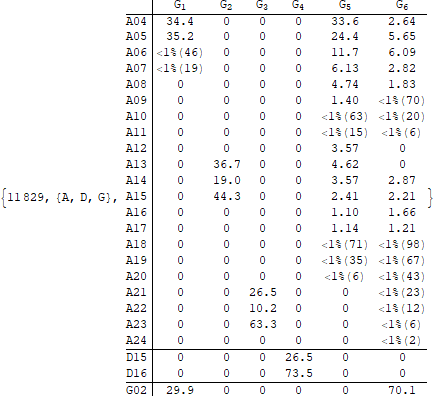 G1 G2 G3 G4 G5 G6
A04 34.4 0 0 0 33.6 2.64
A05 35.2 0 0 0 24.4 5.65
A06 <1%(46) 0 0 0 11.7 6.09
A07 <1%(19) 0 0 0 6.13 2.82
A08 0 0 0 0 4.74 1.83
A09 0 0 0 0 1.40 <1%(70)
A10 0 0 0 0 <1%(63) <1%(20)
A11 0 0 0 0 <1%(15) <1%(6)
A12 0 0 0 0 3.57 0
A13 0 36.7 0 0 4.62 0
A14 0 19.0 0 0 3.57 2.87
{11829, {A, D, G}, A15 0 44.3 0 0 2.41 2.21 }
A16 0 0 0 0 1.10 1.66
A17 0 0 0 0 1.14 1.21
A18 0 0 0 0 <1%(71) <1%(98)
A19 0 0 0 0 <1%(35) <1%(67)
A20 0 0 0 0 <1%(6) <1%(43)
A21 0 0 26.5 0 0 <1%(23)
A22 0 0 10.2 0 0 <1%(12)
A23 0 0 63.3 0 0 <1%(6)
A24 0 0 0 0 0 <1%(2)
D15 0 0 0 26.5 0 0
D16 0 0 0 73.5 0 0
G02 29.9 0 0 0 0 70.1